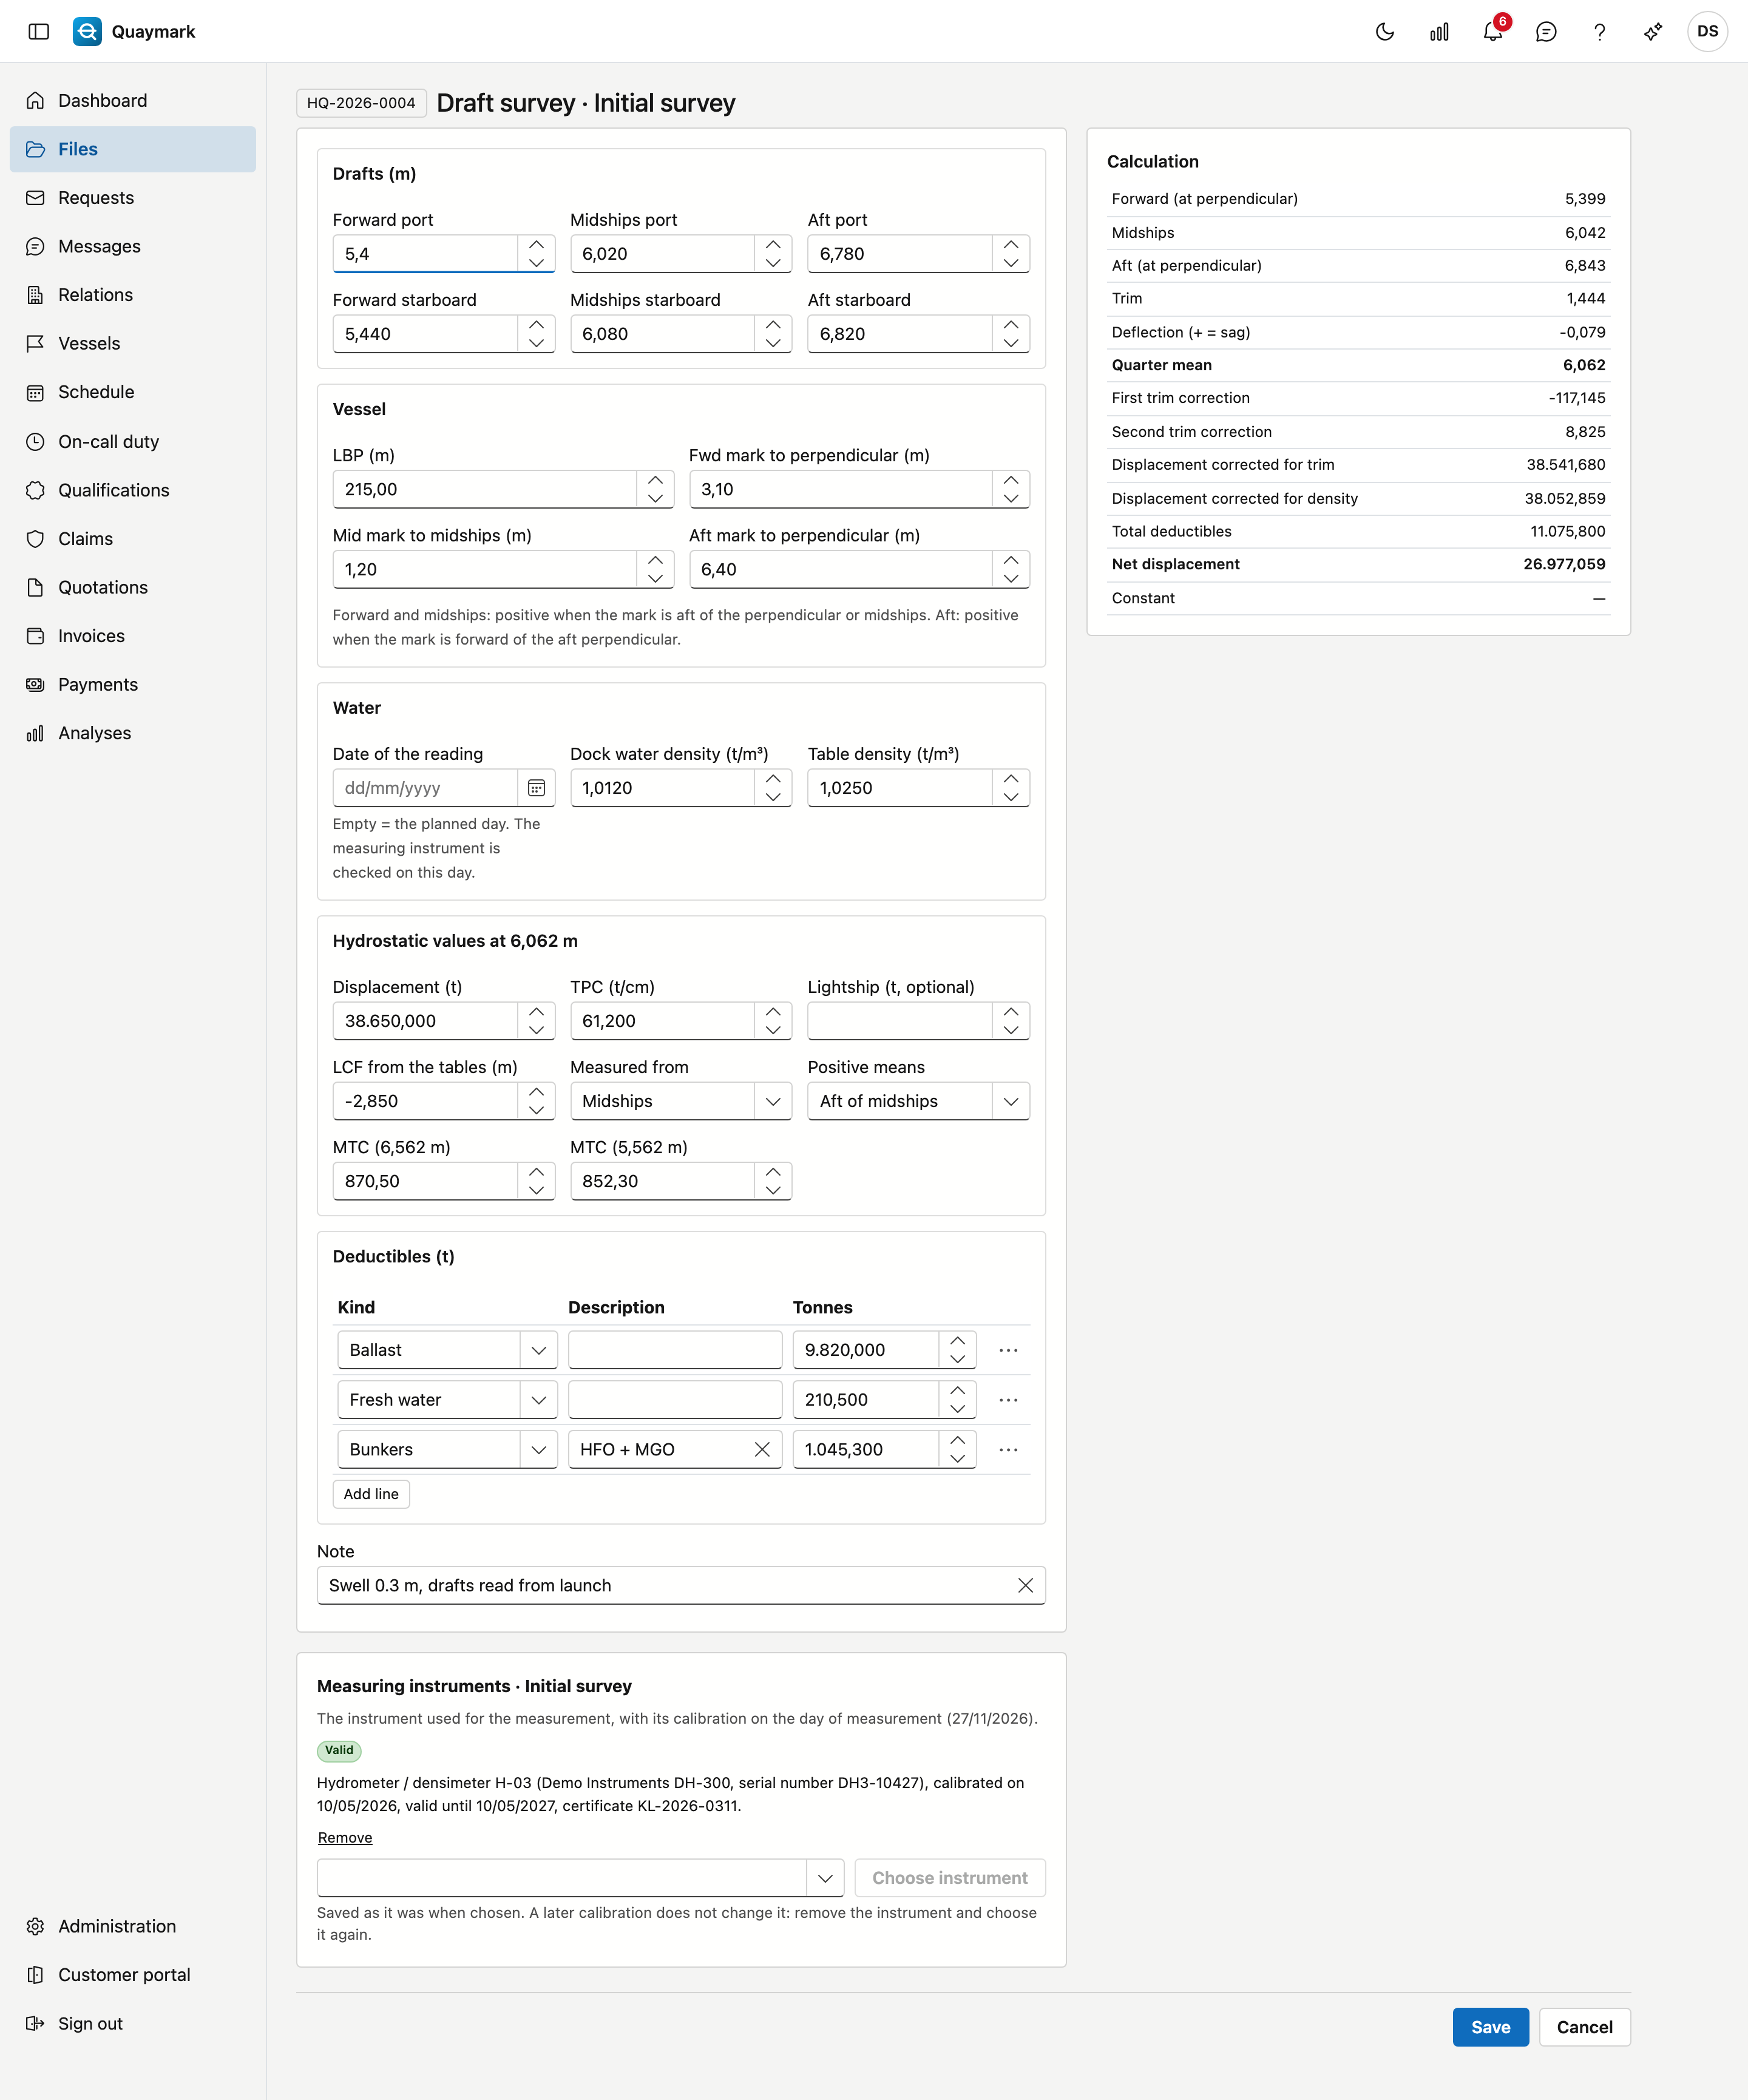 Quaymark
6
DS
Dashboard
Files
Requests
Messages
Relations
Vessels
Schedule
On-call duty
Qualifications
Claims
Quotations
Invoices
Payments
Analyses
Administration
Customer portal
Sign out
HQ-2026-0004 Draft survey · Initial survey
Drafts (m)
Forward port Midships port Aft port
5,4 6,020 6,780
Forward starboard Midships starboard Aft starboard
5,440 6,080 6,820
Vessel
LBP (m) Fwd mark to perpendicular (m)
215,00 3,10
Mid mark to midships (m) Aft mark to perpendicular (m)
1,20 6,40
Forward and midships: positive when the mark is aft of the perpendicular or midships. Aft: positive
when the mark is forward of the aft perpendicular.
Water
Date of the reading Dock water density (t/m³) Table density (t/m³)
dd/mm/yyyy 1,0120 1,0250
Empty = the planned day. The
measuring instrument is
checked on this day.
Hydrostatic values at 6,062 m
Displacement (t) TPC (t/cm) Lightship (t, optional)
38.650,000 61,200
LCF from the tables (m) Measured from Positive means
-2,850 Midships Aft of midships
MTC (6,562 m) MTC (5,562 m)
870,50 852,30
Deductibles (t)
Kind Description Tonnes
Ballast 9.820,000
Fresh water 210,500
Bunkers HFO + MGO 1.045,300
Add line
Note
Swell 0.3 m, drafts read from launch
Measuring instruments · Initial survey
The instrument used for the measurement, with its calibration on the day of measurement (27/11/2026).
Valid
Hydrometer / densimeter H-03 (Demo Instruments DH-300, serial number DH3-10427), calibrated on
10/05/2026, valid until 10/05/2027, certificate KL-2026-0311.
Remove
Choose instrument
Saved as it was when chosen. A later calibration does not change it: remove the instrument and choose
it again.
Calculation
Forward (at perpendicular) 5,399
Midships 6,042
Aft (at perpendicular) 6,843
Trim 1,444
Deflection (+ = sag) -0,079
Quarter mean 6,062
First trim correction -117,145
Second trim correction 8,825
Displacement corrected for trim 38.541,680
Displacement corrected for density 38.052,859
Total deductibles 11.075,800
Net displacement 26.977,059
Constant —
Save Cancel